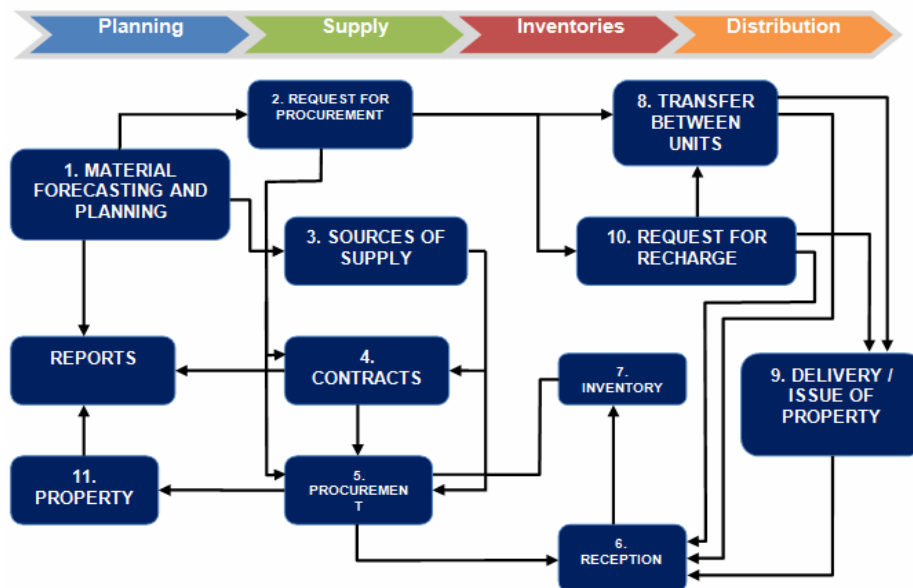 Planning
Supply
Inventories
Distribution
2. REQUEST FOR
PROCUREMENT
8. TRANSFER
BETWEEN
UNITS
1. MATERIAL
FORECASTING AND
PLANNING
3. SOURCES OF
SUPPLY
10. REQUEST FOR
RECHARGE
REPORTS
4.
CONTRACTS
7.
INVENTORY
9. DELIVERY /
ISSUE OF
PROPERTY
11.
PROPERTY
5.
PROCUREMEN
T
6.
RECEPTION